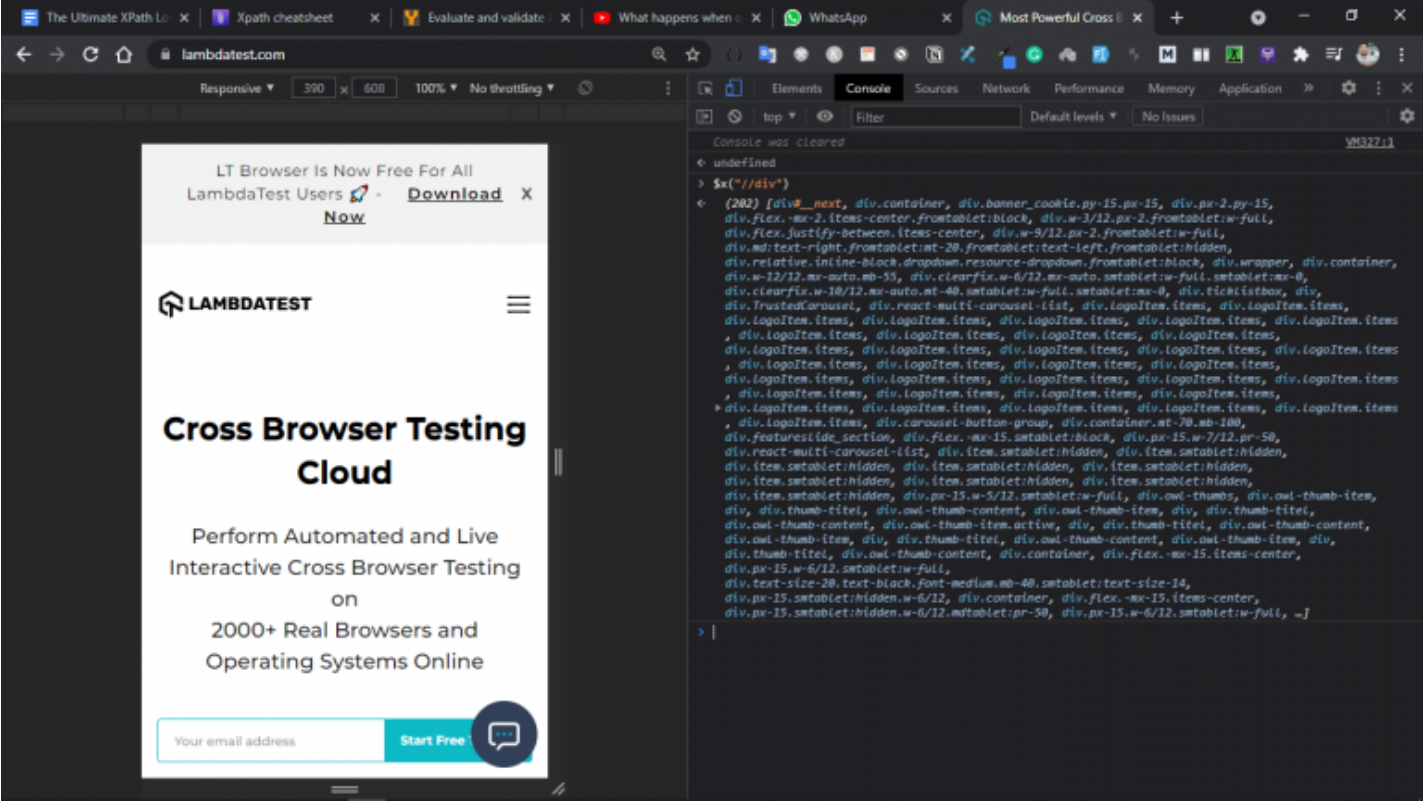 The Ultimate XPath Lo
Xpath cheatsheet
Evaluate and validate
What happens when
WhatsApp
Most Powerful Cross B
lambdatest.com
Responsive ▼ 390 x 608 100% ▼ No throttling ▼
Elements Console Sources Network Performance Memory Application »
top ▼ Filter Default levels ▼ No Issues
Console was cleared VM327:1
undefined
$x("//div")
(202) [div#__next, div.container, div.banner_cookie.py-15.px-15, div.px-2.py-15,
div.flex.-mx-2.items-center.fromtablet:block, div.w-3/12.px-2.fromtablet:w-full,
div.flex.justify-between.items-center, div.w-9/12.px-2.fromtablet:w-full,
div.md:text-right.fromtablet:mt-20.fromtablet:text-left.fromtablet:hidden,
div.relative.inline-block.dropdown.resource-dropdown.fromtablet:block, div.wrapper, div.container,
div.w-12/12.mx-auto.mb-55, div.clearfix.w-6/12.mx-auto.smtablet:w-full.smtablet:mx-0,
div.clearfix.w-10/12.mx-auto.mt-40.smtablet:w-full.smtablet:mx-0, div.ticklistbox, div,
div.TrustedCarousel, div.react-multi-carousel-list, div.LogoItem.items, div.LogoItem.items,
div.LogoItem.items, div.LogoItem.items, div.LogoItem.items, div.LogoItem.items, div.LogoItem.items
, div.LogoItem.items, div.LogoItem.items, div.LogoItem.items, div.LogoItem.items,
div.LogoItem.items, div.LogoItem.items, div.LogoItem.items, div.LogoItem.items, div.LogoItem.items
, div.LogoItem.items, div.LogoItem.items, div.LogoItem.items, div.LogoItem.items,
div.LogoItem.items, div.LogoItem.items, div.LogoItem.items, div.LogoItem.items, div.LogoItem.items
, div.LogoItem.items, div.LogoItem.items, div.LogoItem.items, div.LogoItem.items,
div.LogoItem.items, div.LogoItem.items, div.LogoItem.items, div.LogoItem.items, div.LogoItem.items
, div.LogoItem.items, div.carousel-button-group, div.container.mt-70.mb-100,
div.featureslide_section, div.flex.-mx-15.smtablet:block, div.px-15.w-7/12.pr-50,
div.react-multi-carousel-list, div.item.smtablet:hidden, div.item.smtablet:hidden,
div.item.smtablet:hidden, div.item.smtablet:hidden, div.item.smtablet:hidden,
div.item.smtablet:hidden, div.item.smtablet:hidden, div.item.smtablet:hidden,
div.item.smtablet:hidden, div.px-15.w-5/12.smtablet:w-full, div.owl-thumbs, div.owl-thumb-item,
div, div.thumb-titel, div.owl-thumb-content, div.owl-thumb-item, div, div.thumb-titel,
div.owl-thumb-content, div.owl-thumb-item.active, div, div.thumb-titel, div.owl-thumb-content,
div.owl-thumb-item, div, div.thumb-titel, div.owl-thumb-content, div.owl-thumb-item, div,
div.thumb-titel, div.owl-thumb-content, div.container, div.flex.-mx-15.items-center,
div.px-15.w-6/12.smtablet:w-full,
div.text-size-20.text-black.font-medium.mb-40.smtablet:text-size-14,
div.px-15.smtablet:hidden.w-6/12, div.container, div.flex.-mx-15.items-center,
div.px-15.smtablet:hidden.w-6/12.mdtablet:pr-50, div.px-15.w-6/12.smtablet:w-full, …]
LT Browser Is Now Free For All
LambdaTest Users 🚀 - Download X
Now
LAMBDATEST
Cross Browser Testing
Cloud
Perform Automated and Live
Interactive Cross Browser Testing
on
2000+ Real Browsers and
Operating Systems Online
Your email address Start Free